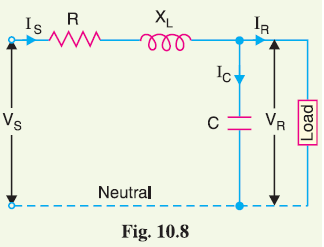 I_S R X_L I_R
I_C
V_S C V_R Load
Neutral
Fig. 10.8